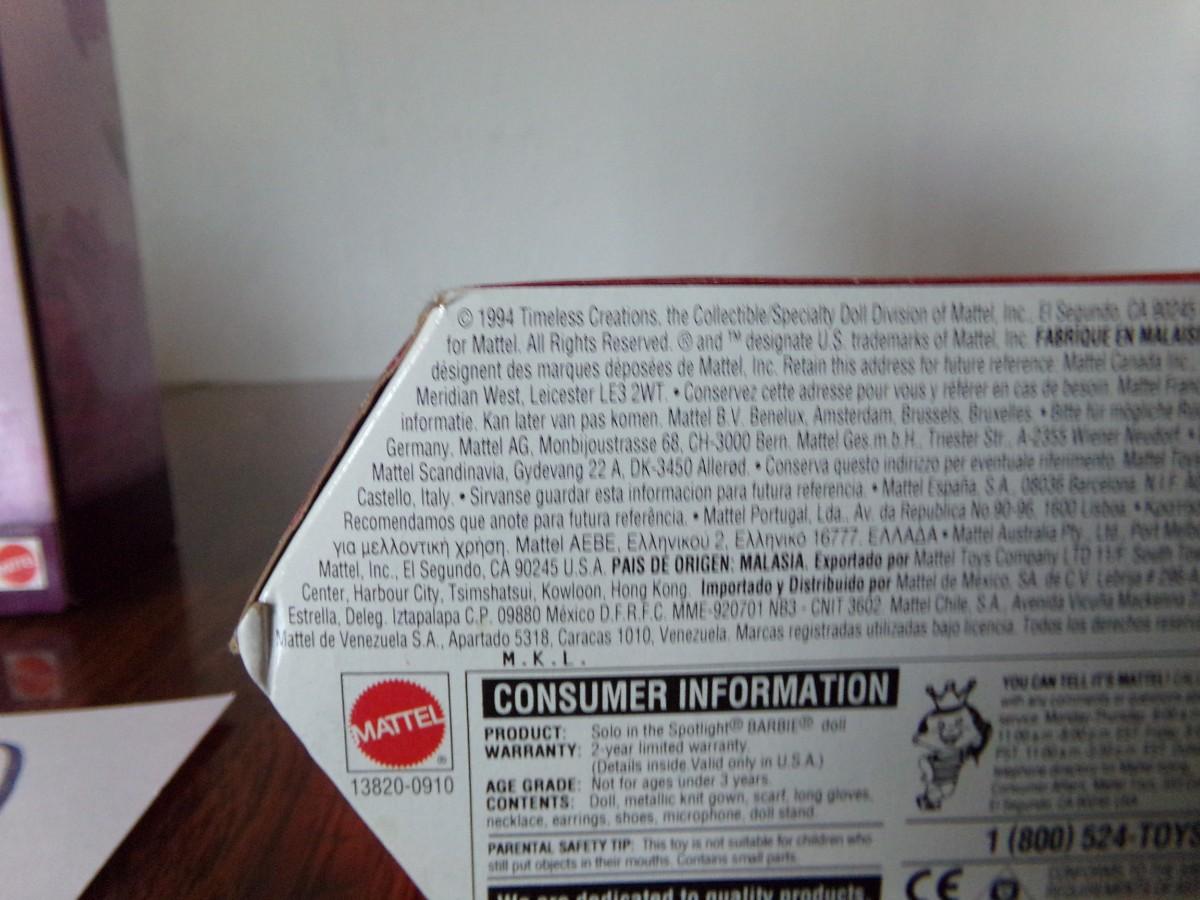 © 1994 Timeless Creations, the Collectible/Specialty Doll Division of Mattel, Inc., El Segundo, CA 90245
for Mattel. All Rights Reserved. ® and ™ designate U.S. trademarks of Mattel, Inc. FABRIQUÉ EN MALAIS
désignent des marques déposées de Mattel, Inc. Retain this address for future reference: Mattel Canada Inc.,
Meridian West, Leicester LE3 2WT. • Conservez cette adresse pour vous y référer en cas de besoin. Mattel Fran
informatie. Kan later van pas komen. Mattel B.V. Benelux, Amsterdam, Brussels, Bruxelles. • Bitte für mögliche
Germany, Mattel AG, Monbijoustrasse 68, CH-3000 Bern. Mattel Ges.m.b.H., Triester Str., A-2355 Wiener Neudorf. •
Mattel Scandinavia, Gydevang 22 A, DK-3450 Allerød. • Conserva questo indirizzo per eventuale riferimento. Mattel Toys
Castello, Italy. • Sirvanse guardar esta informacion para futura referencia. • Mattel España, S.A., 08036 Barcelona. N.I.F.
Recomendamos que anote para futura referência. • Mattel Portugal, Lda., Av. da Republica No 90-96, 1600 Lisboa. •
για μελλοντική χρήση. Mattel AEBE, Ελληνικού 2, Ελληνικό 16777, ΕΛΛΑΔΑ • Mattel Australia Pty., Ltd., Port
Mattel, Inc., El Segundo, CA 90245 U.S.A. PAIS DE ORIGEN: MALASIA. Exportado por Mattel Toys Company LTD 11/F. South
Center, Harbour City, Tsimshatsui, Kowloon, Hong Kong. Importado y Distribuido por Mattel de México, SA. de C.V.
Estrella, Deleg. Iztapalapa C.P. 09880 México D.F.R.F.C. MME-920701 NB3 - CNIT 3602. Mattel Chile, S.A., Avenida Vicuña Mackenna
Mattel de Venezuela S.A., Apartado 5318, Caracas 1010, Venezuela. Marcas registradas utilizadas bajo licencia. Todos los derechos
M.K.L.
MATTEL
®
13820-0910
CONSUMER INFORMATION
PRODUCT: Solo in the Spotlight® BARBIE® doll
WARRANTY: 2-year limited warranty.
(Details inside Valid only in U.S.A.)
AGE GRADE: Not for ages under 3 years.
CONTENTS: Doll, metallic knit gown, scarf, long gloves,
necklace, earrings, shoes, microphone, doll stand.
PARENTAL SAFETY TIP: This toy is not suitable for children who
still put objects in their mouths. Contains small parts.
We are dedicated to quality products.
YOU CAN TELL IT'S MATTEL!
1 (800) 524-TOYS
CE
MATTEL